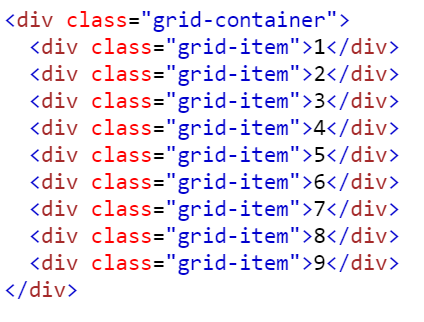 <div class="grid-container">
  <div class="grid-item">1</div>
  <div class="grid-item">2</div>
  <div class="grid-item">3</div>
  <div class="grid-item">4</div>
  <div class="grid-item">5</div>
  <div class="grid-item">6</div>
  <div class="grid-item">7</div>
  <div class="grid-item">8</div>
  <div class="grid-item">9</div>
</div>